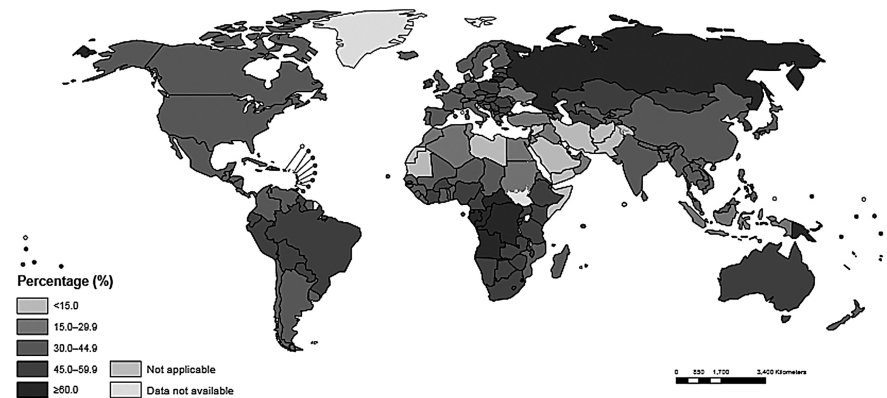 Percentage (%)
<15.0
15.0–29.9
30.0–44.9
45.0–59.9
≥60.0
Not applicable
Data not available
0 850 1,700 3,400 Kilometers